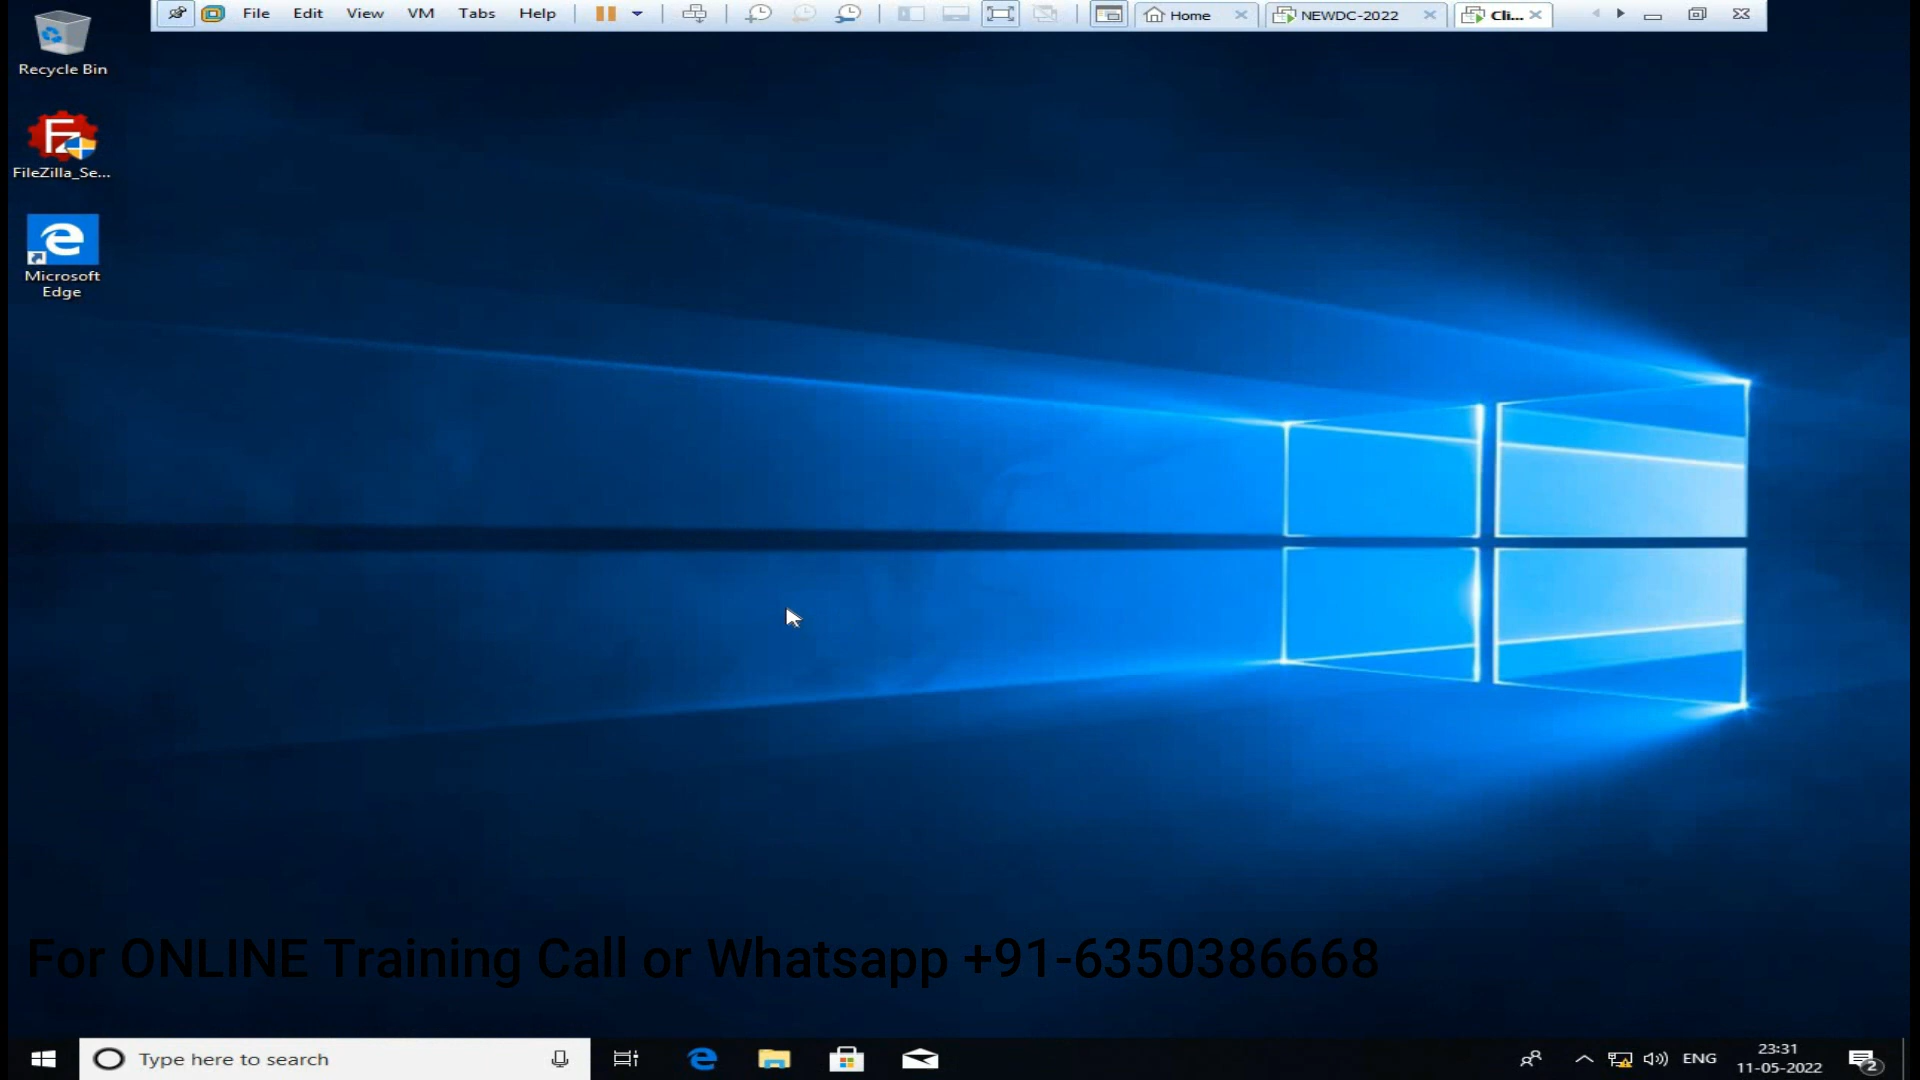 File Edit View VM Tabs Help Home NEWDC-2022 Cli...
Recycle Bin
FileZilla_Se...
Microsoft
Edge
For ONLINE Training Call or Whatsapp +91-6350386668
Type here to search
ENG
23:31
11-05-2022
2